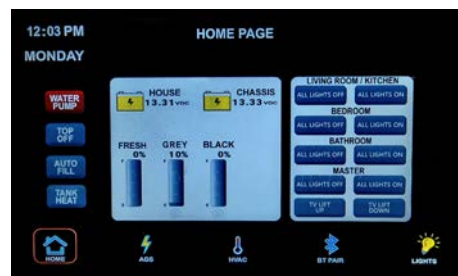 12:03 PM
HOME PAGE
MONDAY
WATER
PUMP
TOP
OFF
AUTO
FILL
TANK
HEAT
HOUSE
13.31 VDC
CHASSIS
13.33 VDC
FRESH
0%
GREY
10%
BLACK
0%
LIVING ROOM / KITCHEN
ALL LIGHTS OFF
ALL LIGHTS ON
BEDROOM
ALL LIGHTS OFF
ALL LIGHTS ON
BATHROOM
ALL LIGHTS OFF
ALL LIGHTS ON
MASTER
ALL LIGHTS OFF
ALL LIGHTS ON
TV LIFT
UP
TV LIFT
DOWN
HOME
AGS
HVAC
BT PAIR
LIGHTS